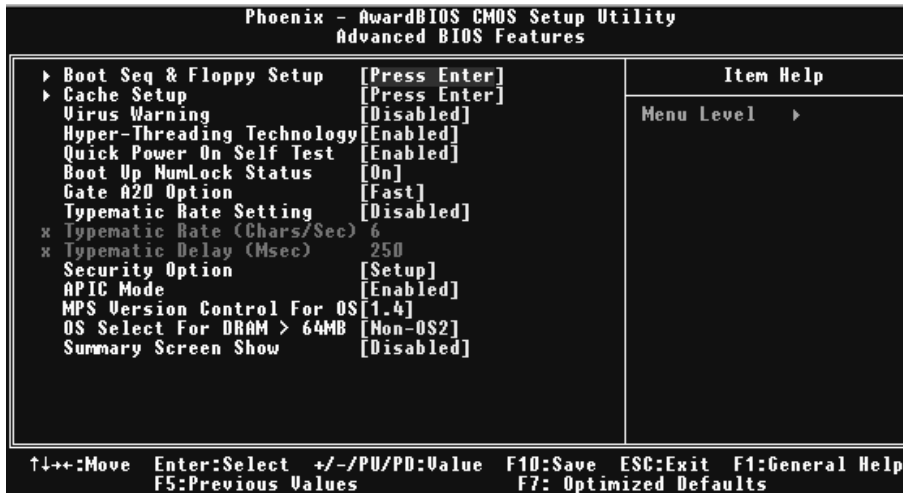 Phoenix - AwardBIOS CMOS Setup Utility
Advanced BIOS Features
Boot Seq & Floppy Setup [Press Enter]
Cache Setup [Press Enter]
Virus Warning [Disabled]
Hyper-Threading Technology[Enabled]
Quick Power On Self Test [Enabled]
Boot Up NumLock Status [On]
Gate A20 Option [Fast]
Typematic Rate Setting [Disabled]
x Typematic Rate (Chars/Sec) 6
x Typematic Delay (Msec) 250
Security Option [Setup]
APIC Mode [Enabled]
MPS Version Control For OS[1.4]
OS Select For DRAM > 64MB [Non-OS2]
Summary Screen Show [Disabled]
Item Help
Menu Level
↑↓→←:Move Enter:Select +/-/PU/PD:Value F10:Save ESC:Exit F1:General Help
F5:Previous Values F7: Optimized Defaults